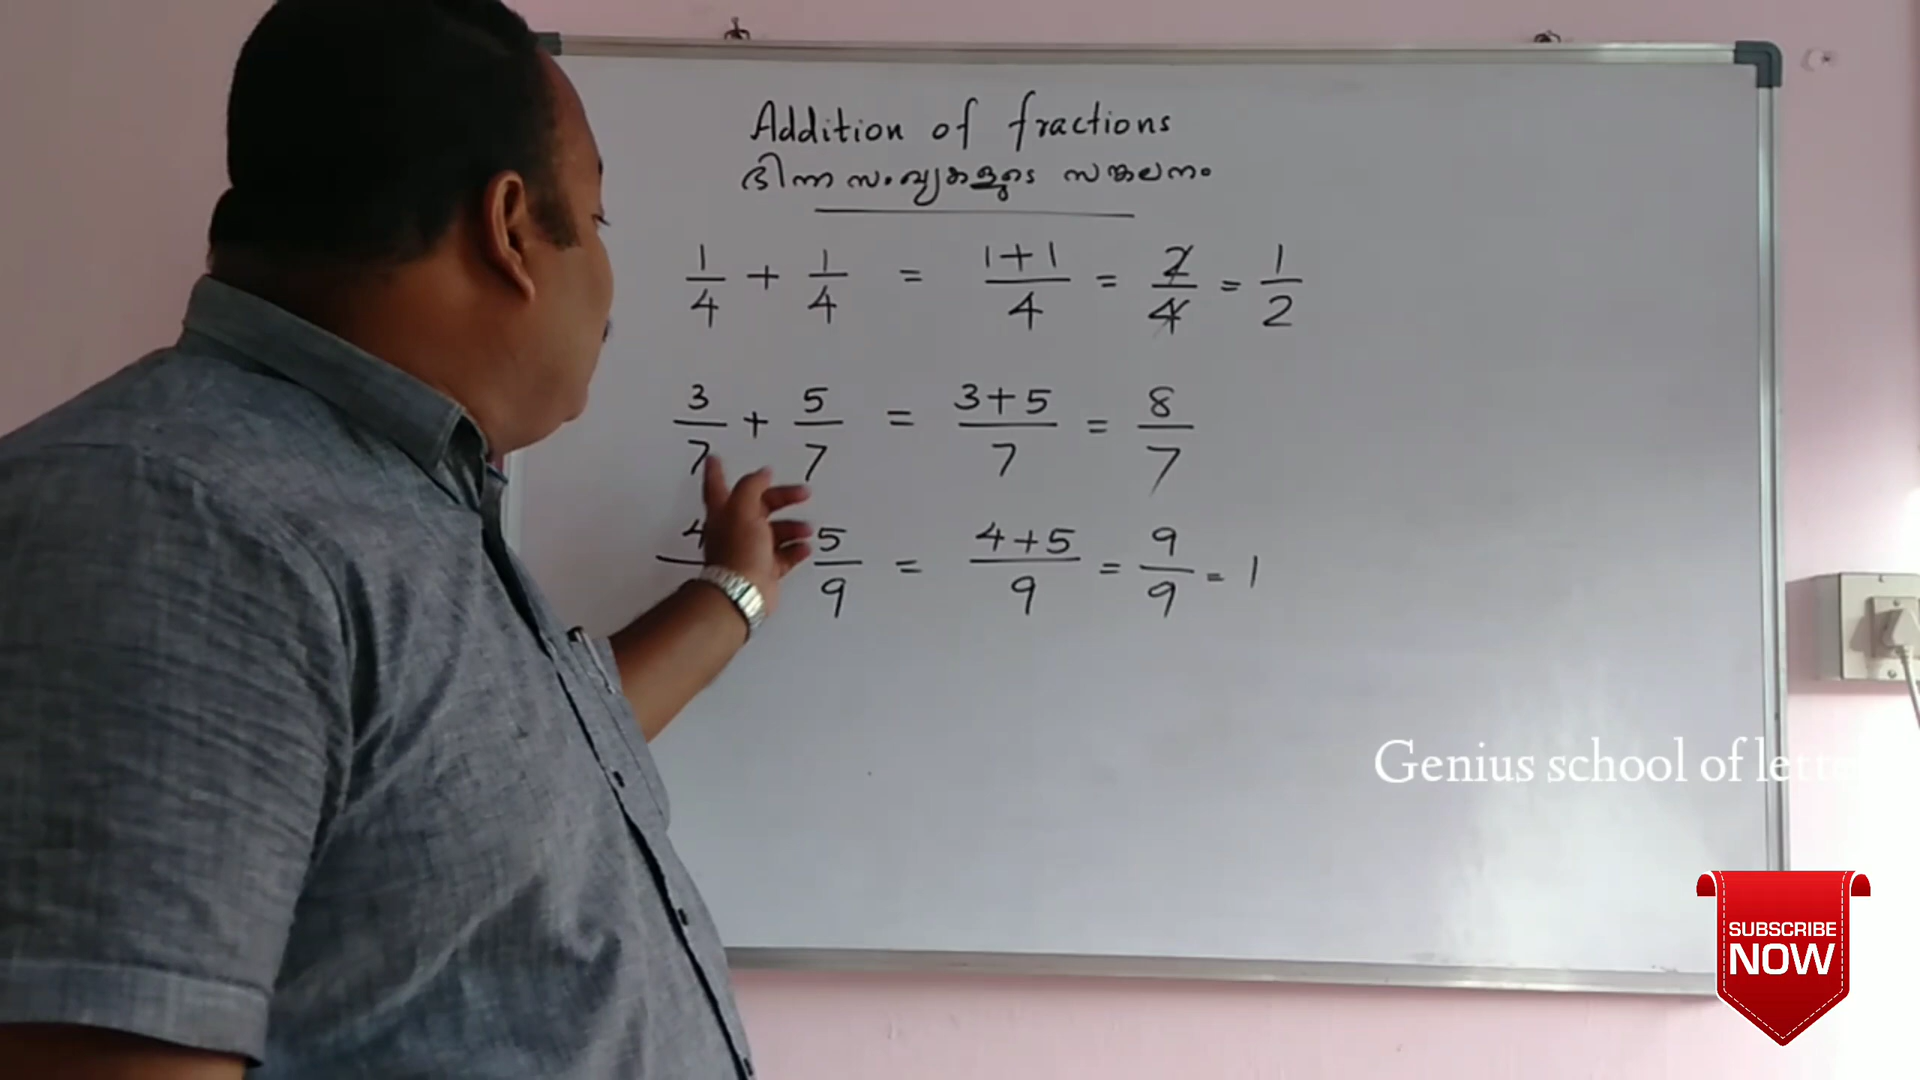 Addition of fractions
ഭിന്ന സംഖ്യകളുടെ സങ്കലനം
1/4 + 1/4 = 1+1/4 = 2/4 = 1/2
3/7 + 5/7 = 3+5/7 = 8/7
4 5/9 = 4+5/9 = 9/9 = 1
Genius school of lette
SUBSCRIBE
NOW